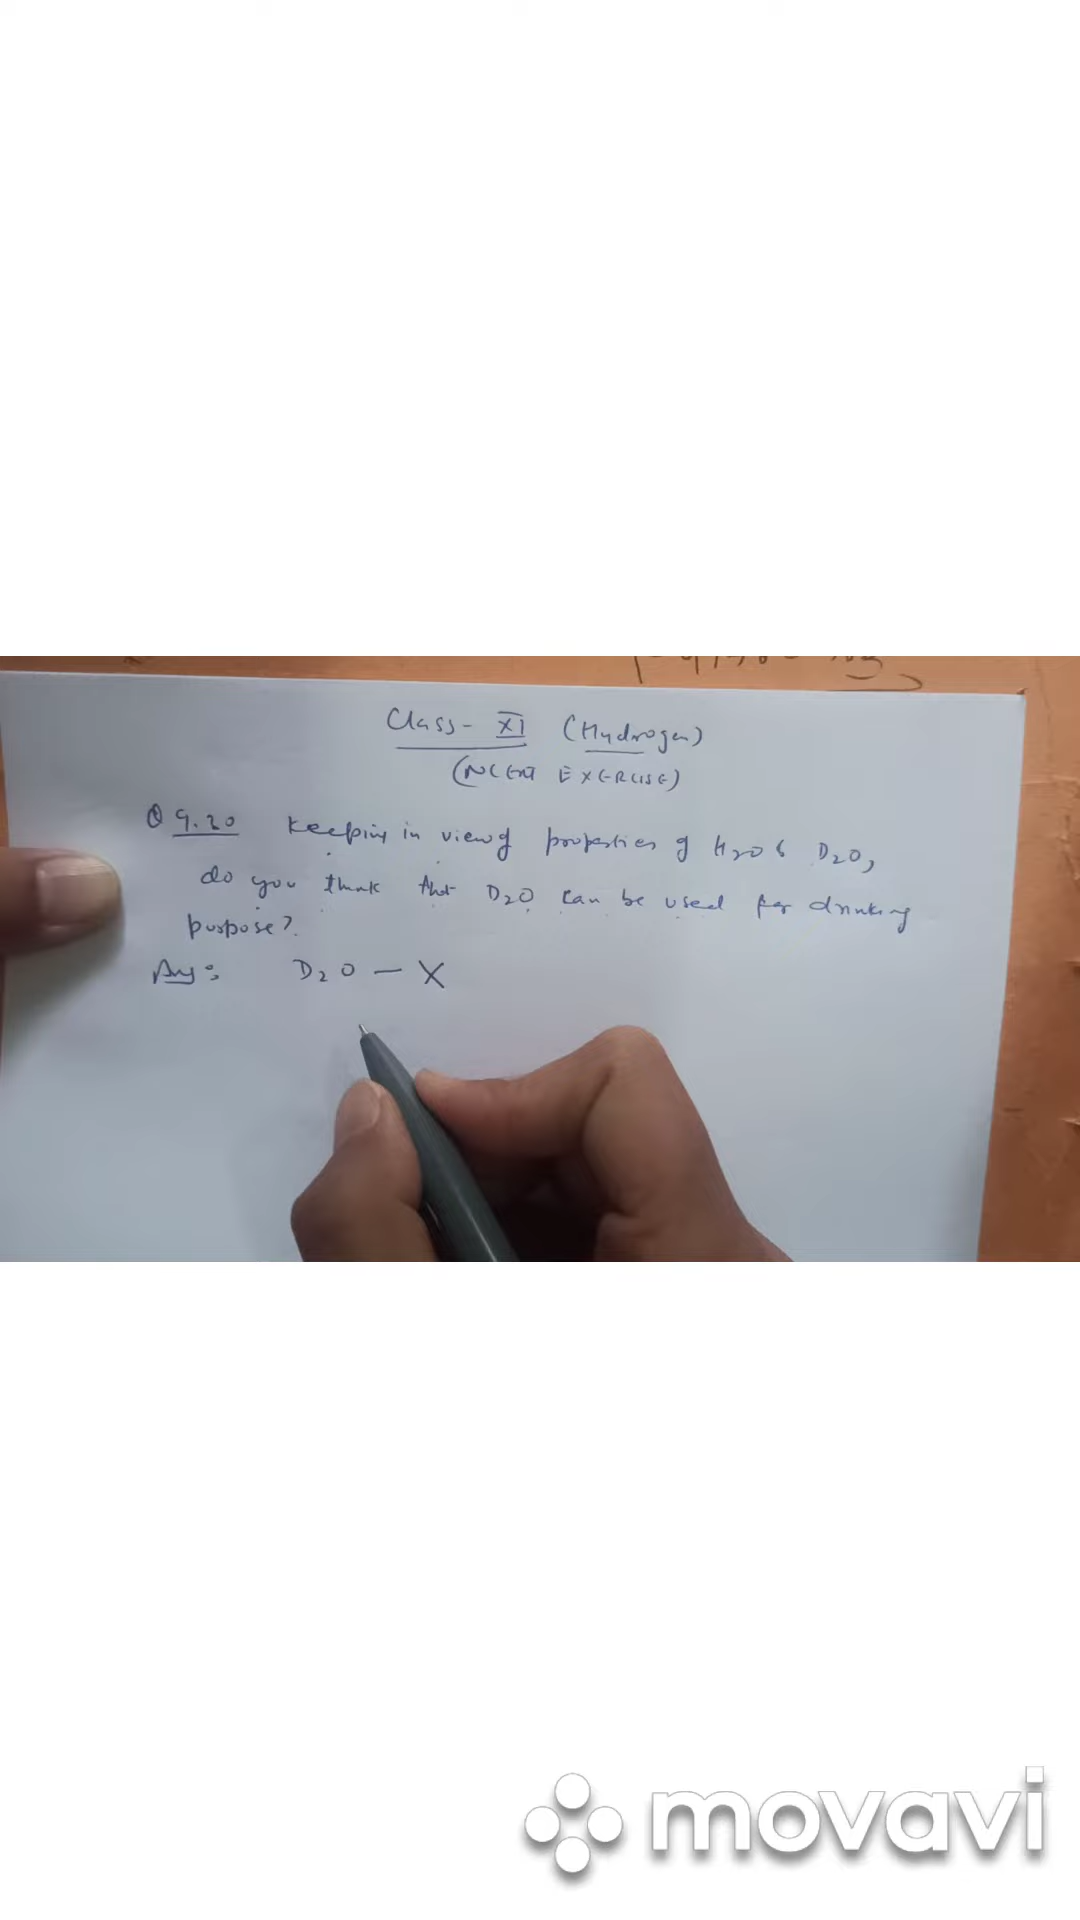 Class - XI (Hydrogen)
(NCERT EXERCISE)
Q 9.20 Keeping in view of properties of H2O & D2O,
do you think that D2O can be used for drinking
purpose?
Ans: D2O — X
movavi